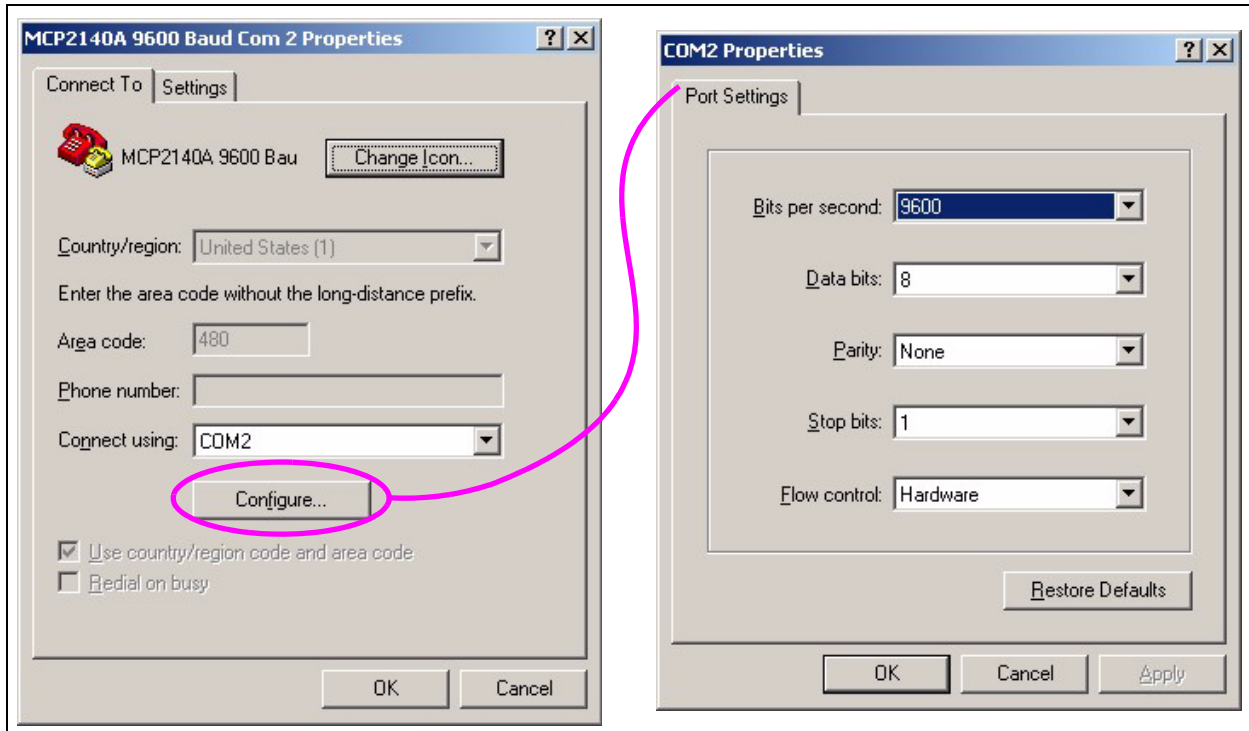 MCP2140A 9600 Baud Com 2 Properties
Connect To
Settings
MCP2140A 9600 Bau
Change Icon...
Country/region:
United States (1)
Enter the area code without the long-distance prefix.
Area code:
480
Phone number:
Connect using:
COM2
Configure...
Use country/region code and area code
Redial on busy
OK
Cancel
COM2 Properties
Port Settings
Bits per second:
9600
Data bits:
8
Parity:
None
Stop bits:
1
Flow control:
Hardware
Restore Defaults
OK
Cancel
Apply